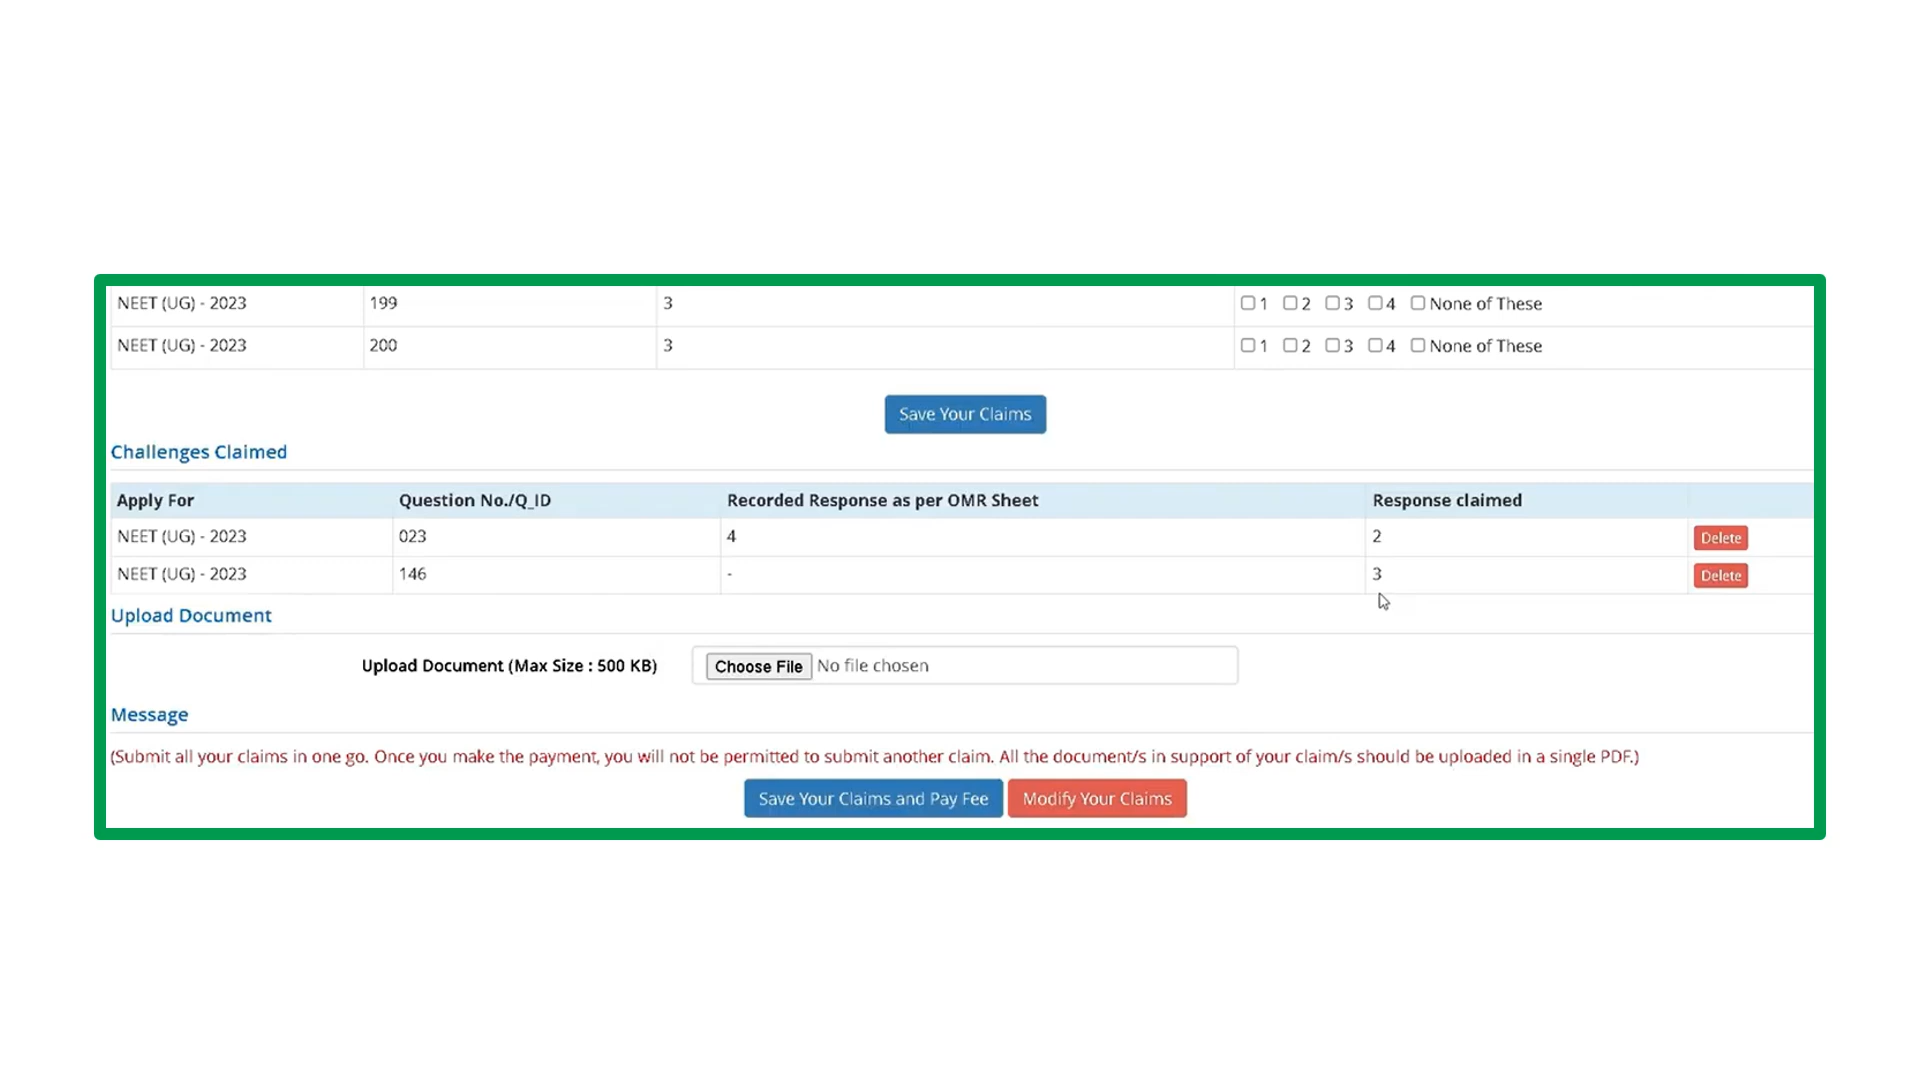 NEET (UG) - 2023 199 3 1 2 3 4 None of These
NEET (UG) - 2023 200 3 1 2 3 4 None of These
Save Your Claims
Challenges Claimed
Apply For Question No./Q_ID Recorded Response as per OMR Sheet Response claimed
NEET (UG) - 2023 023 4 2 Delete
NEET (UG) - 2023 146 - 3 Delete
Upload Document
Upload Document (Max Size : 500 KB) Choose File No file chosen
Message
(Submit all your claims in one go. Once you make the payment, you will not be permitted to submit another claim. All the document/s in support of your claim/s should be uploaded in a single PDF.)
Save Your Claims and Pay Fee Modify Your Claims